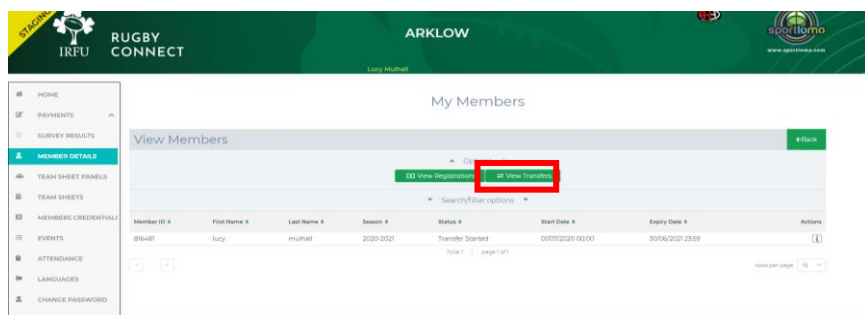 STAGING
IRFU
RUGBY
CONNECT
ARKLOW
Lucy Mulhall
sportlomo
www.sportlomo.com
HOME
PAYMENTS
SURVEY RESULTS
MEMBER DETAILS
TEAM SHEET PANELS
TEAM SHEETS
MEMBERS CREDENTIALS
EVENTS
ATTENDANCE
LANGUAGES
CHANGE PASSWORD
My Members
View Members
Back
View Registrations View Transfers
Search/filter options
Member ID First Name Last Name Season Status Start Date Expiry Date Actions
816481 lucy mulhall 2020-2021 Transfer Started 01/07/2020 00:00 30/06/2021 23:59
Total 1 | page 1 of 1
rows per page